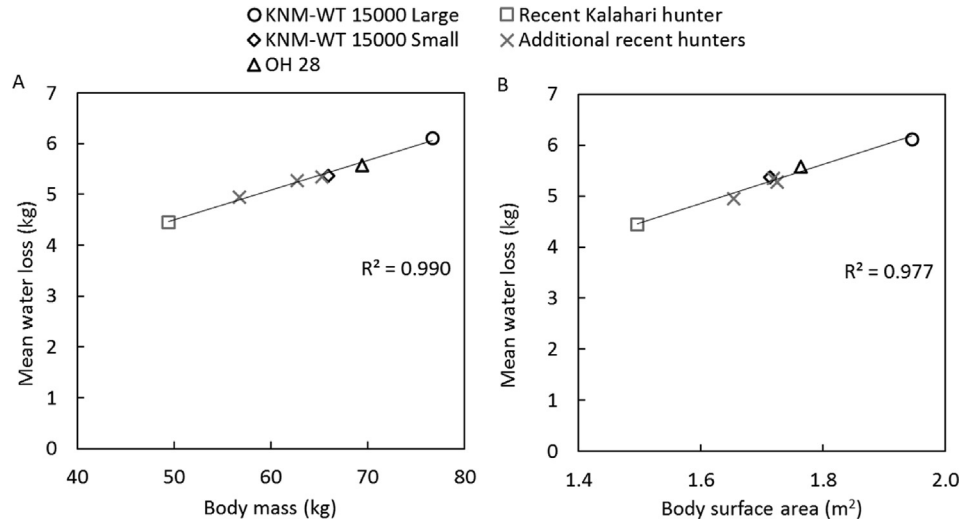 KNM-WT 15000 Large
Recent Kalahari hunter
KNM-WT 15000 Small
Additional recent hunters
OH 28
A
7
6
5
4
3
2
1
0
Mean water loss (kg)
R² = 0.990
40 50 60 70 80
Body mass (kg)
B
7
6
5
4
3
2
1
0
Mean water loss (kg)
R² = 0.977
1.4 1.6 1.8 2.0
Body surface area (m²)